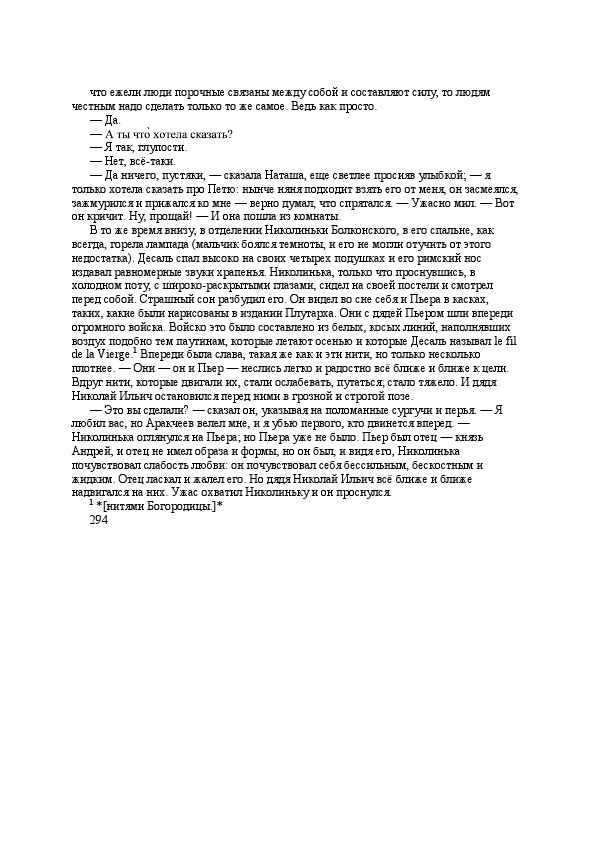 что ежели люди порочные связаны между собой и составляют силу, то людям
честным надо сделать только то же самое. Ведь как просто.
— Да.
— А ты что̀ хотела сказать?
— Я так, глупости.
— Нет, всё-таки.
— Да ничего, пустяки, — сказала Наташа, еще светлее просияв улыбкой; — я
только хотела сказать про Петю: нынче няня подходит взять его от меня, он засмеялся,
зажмурился и прижался ко мне — верно думал, что спрятался. — Ужасно мил. — Вот
он кричит. Ну, прощай! — И она пошла из комнаты.
В то же время внизу, в отделении Николиньки Болконского, в его спальне, как
всегда, горела лампада (мальчик боялся темноты, и его не могли отучить от этого
недостатка). Десаль спал высоко на своих четырех подушках и его римский нос
издавал равномерные звуки храпенья. Николинька, только что проснувшись, в
холодном поту, с широко-раскрытыми глазами, сидел на своей постели и смотрел
перед собой. Страшный сон разбудил его. Он видел во сне себя и Пьера в касках,
таких, какие были нарисованы в издании Плутарха. Они с дядей Пьером шли впереди
огромного войска. Войско это было составлено из белых, косых линий, наполнявших
воздух подобно тем паутинам, которые летают осенью и которые Десаль называл le fil
de la Vierge.¹ Впереди была слава, такая же как и эти нити, но только несколько
плотнее. — Они — он и Пьер — неслись легко и радостно всё ближе и ближе к цели.
Вдруг нити, которые двигали их, стали ослабевать, путаться; стало тяжело. И дядя
Николай Ильич остановился перед ними в грозной и строгой позе.
— Это вы сделали? — сказал он, указывая на поломанные сургучи и перья. — Я
любил вас, но Аракчеев велел мне, и я убью первого, кто двинется вперед. —
Николинька оглянулся на Пьера; но Пьера уже не было. Пьер был отец — князь
Андрей, и отец не имел образа и формы, но он был, и видя его, Николинька
почувствовал слабость любви: он почувствовал себя бессильным, бескостным и
жидким. Отец ласкал и жалел его. Но дядя Николай Ильич всё ближе и ближе
надвигался на них. Ужас охватил Николиньку и он проснулся.
¹ *[нитями Богородицы.]*
294